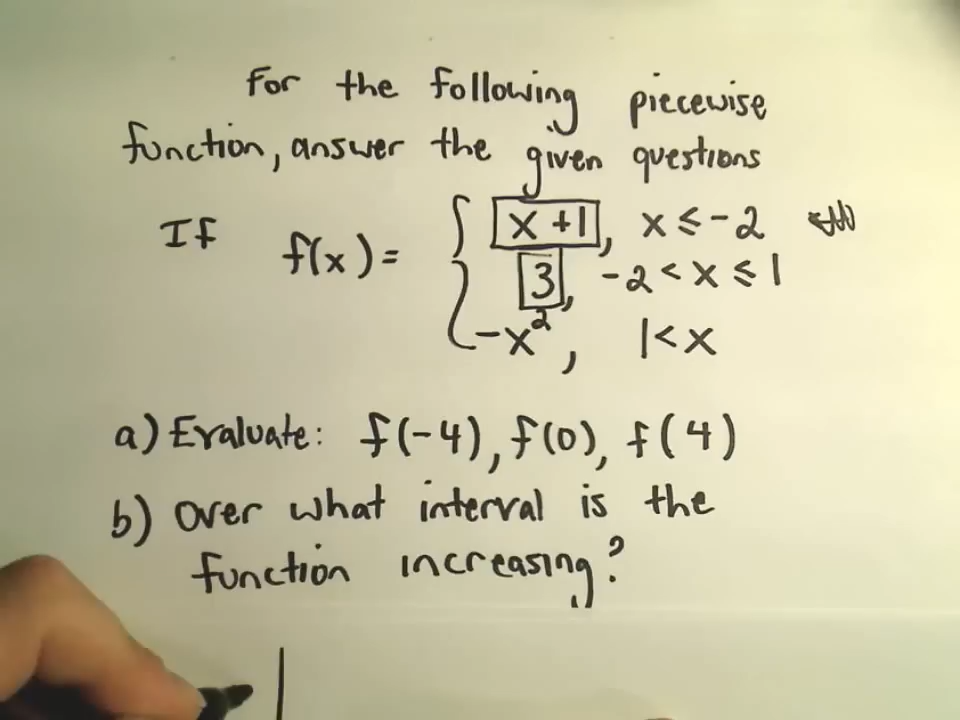 For the following piecewise
function, answer the given questions
If f(x) = { x+1, x ≤ -2
3, -2 < x ≤ 1
-x², 1 < x
a) Evaluate: f(-4), f(0), f(4)
b) Over what interval is the
function increasing?